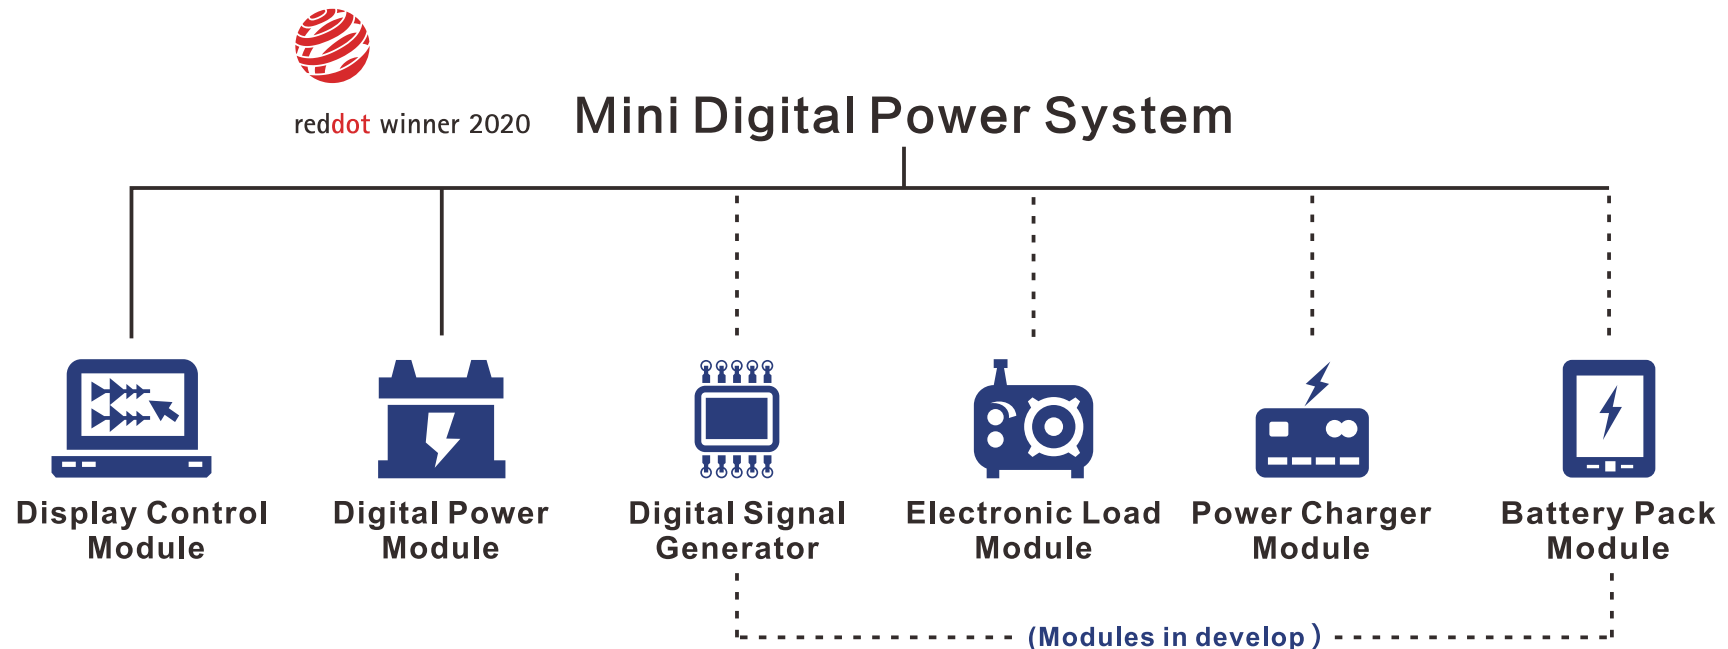 reddot winner 2020
Mini Digital Power System
Display Control
Module
Digital Power
Module
Digital Signal
Generator
Electronic Load
Module
Power Charger
Module
Battery Pack
Module
(Modules in develop)